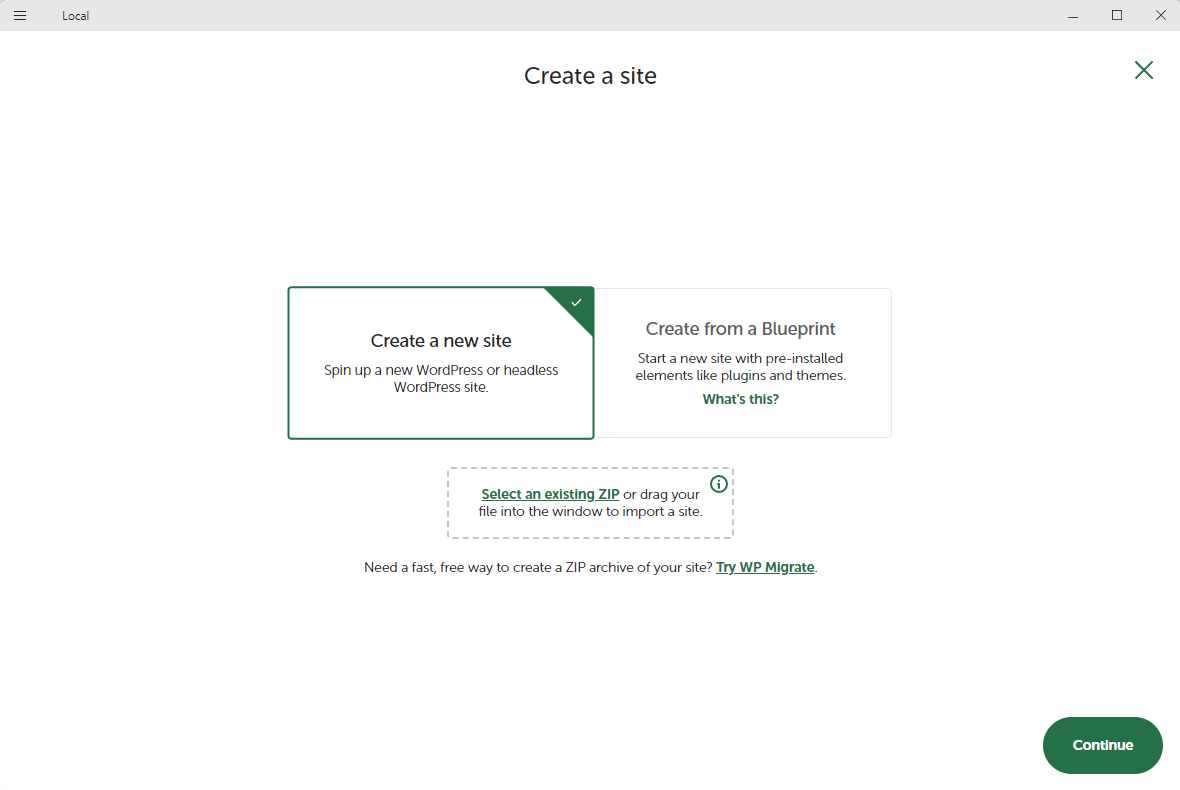 Local
Create a site
Create a new site
Spin up a new WordPress or headless
WordPress site.
Create from a Blueprint
Start a new site with pre-installed
elements like plugins and themes.
What's this?
Select an existing ZIP or drag your
file into the window to import a site.
Need a fast, free way to create a ZIP archive of your site? Try WP Migrate.
Continue